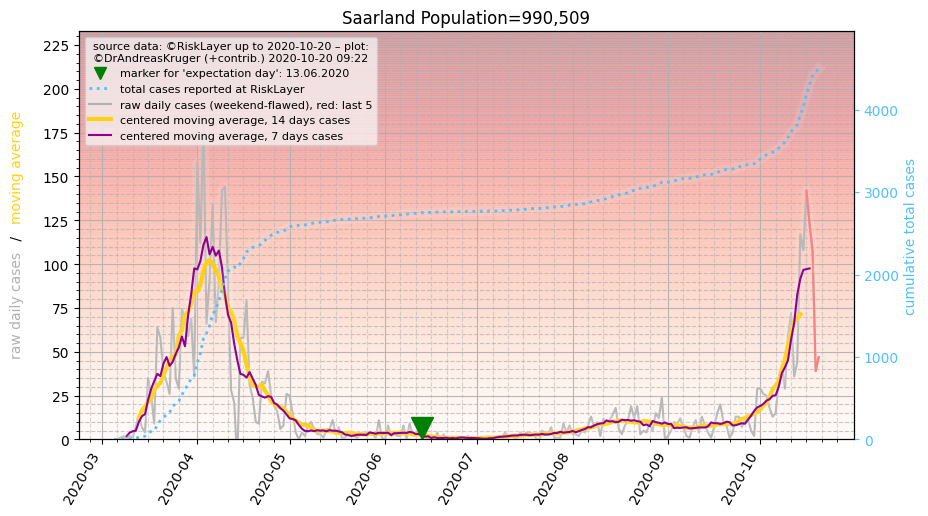 Saarland Population=990,509
source data: ©RiskLayer up to 2020-10-20 – plot:
©DrAndreasKruger (+contrib.) 2020-10-20 09:22
marker for 'expectation day': 13.06.2020
total cases reported at RiskLayer
raw daily cases (weekend-flawed), red: last 5
centered moving average, 14 days cases
centered moving average, 7 days cases
raw daily cases / moving average
225
200
175
150
125
100
75
50
25
0
cumulative total cases
4000
3000
2000
1000
0
2020-03
2020-04
2020-05
2020-06
2020-07
2020-08
2020-09
2020-10